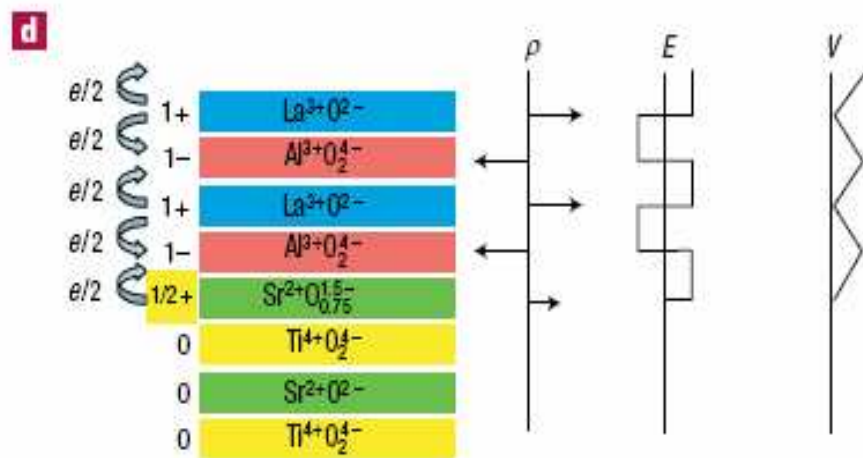 d
ρ E V
e/2
1+ La³⁺O²⁻
e/2
1− Al³⁺O₂⁴⁻
e/2
1+ La³⁺O²⁻
e/2
1− Al³⁺O₂⁴⁻
e/2
1/2+ Sr²⁺O₀.₇₅¹·⁵⁻
0 Ti⁴⁺O₂⁴⁻
0 Sr²⁺O²⁻
0 Ti⁴⁺O₂⁴⁻